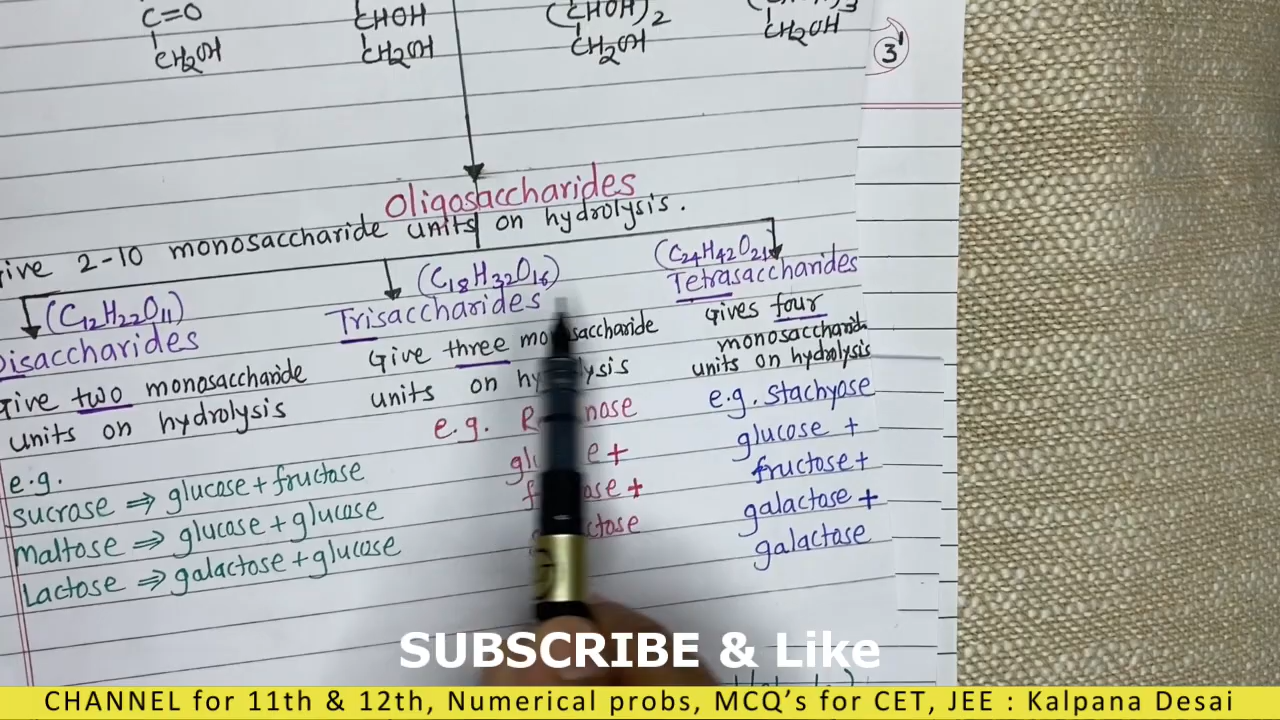 C=O
CH₂OH
CHOH
CH₂OH
(CHOH)₂
CH₂OH
(CHOH)₃
CH₂OH
3
Oligosaccharides
Give 2-10 monosaccharide units on hydrolysis.
(C₁₂H₂₂O₁₁)
Disaccharides
Give two monosaccharide
units on hydrolysis
e.g.
sucrose ⇒ glucose + fructose
maltose ⇒ glucose + glucose
Lactose ⇒ galactose + glucose
(C₁₈H₃₂O₁₆)
Trisaccharides
Give three monosaccharide
units on hydrolysis
e.g.
+
+
(C₂₄H₄₂O₂₁)
Tetrasaccharides
Gives four
monosaccharide
units on hydrolysis
e.g. Stachyose
glucose +
fructose +
galactose +
galactose
SUBSCRIBE & Like
CHANNEL for 11th & 12th, Numerical probs, MCQ’s for CET, JEE : Kalpana Desai